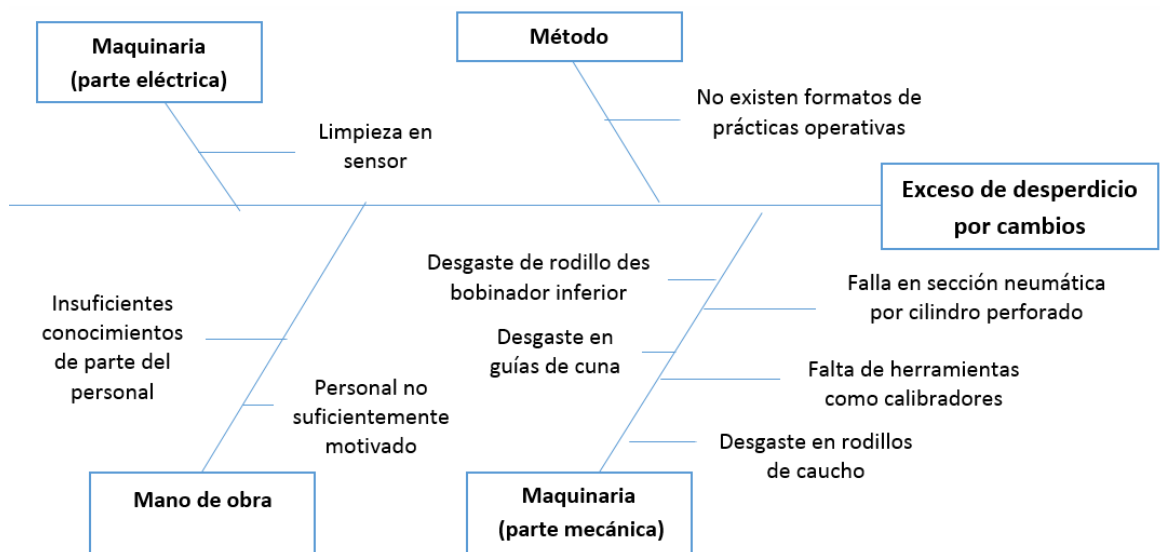 Maquinaria
(parte eléctrica)
Método
Limpieza en
sensor
No existen formatos de
prácticas operativas
Exceso de desperdicio
por cambios
Insuficientes
conocimientos
de parte del
personal
Personal no
suficientemente
motivado
Desgaste de rodillo des
bobinador inferior
Desgaste en
guías de cuna
Falla en sección neumática
por cilindro perforado
Falta de herramientas
como calibradores
Desgaste en rodillos
de caucho
Mano de obra
Maquinaria
(parte mecánica)